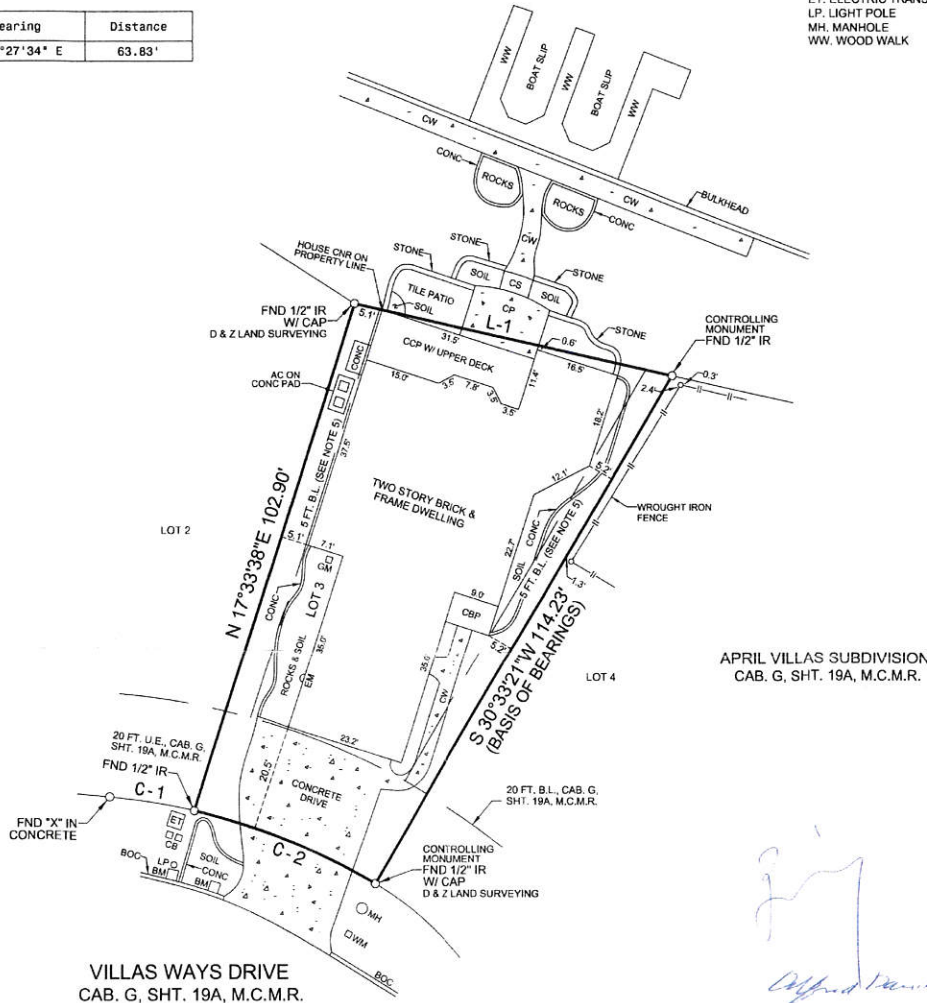 earing Distance
°27'34" E 63.83'
LP. LIGHT POLE
MH. MANHOLE
WW. WOOD WALK
WW
BOAT SLIP
WW
BOAT SLIP
WW
CW
CONC
ROCKS
ROCKS
CONC
CW
BULKHEAD
CW
HOUSE CNR ON
PROPERTY LINE
STONE
STONE
STONE
SOIL
CS
SOIL
TILE PATIO
SOIL
CP
STONE
FND 1/2" IR
W/ CAP
D & Z LAND SURVEYING
5.1'
31.5'
L-1
0.6'
16.5'
CONTROLLING
MONUMENT
FND 1/2" IR
0.3'
2.4'
CCP W/ UPPER DECK
CONC
AC ON
CONC PAD
15.0'
3.5'
7.8'
3.5'
3.5'
11.4'
18.2'
5 FT. B.L. (SEE NOTE 5)
37.5'
TWO STORY BRICK &
FRAME DWELLING
12.1'
5.2'
WROUGHT IRON
FENCE
LOT 2
N 17°33'38"E 102.90'
5.1'
7.1'
GM
CONC
LOT 3
22.7'
SOIL
CONC
5 FT. B.L. (SEE NOTE 5)
1.3'
9.0'
CBP
5.2'
S 30°33'21"W 114.23'
(BASIS OF BEARINGS)
ROCKS & SOIL
EM
CW
LOT 4
APRIL VILLAS SUBDIVISION
CAB. G, SHT. 19A, M.C.M.R.
23.2'
20 FT. U.E., CAB. G,
SHT. 19A, M.C.M.R.
FND 1/2" IR
20.5'
CONCRETE
DRIVE
20 FT. B.L., CAB. G,
SHT. 19A, M.C.M.R.
C-1
FND "X" IN
CONCRETE
ET
CB
C-2
BOC
LP
BM
SOIL
CONC
BM
CONTROLLING
MONUMENT
FND 1/2" IR
W/ CAP
D & Z LAND SURVEYING
MH
WM
BOC
VILLAS WAYS DRIVE
CAB. G, SHT. 19A, M.C.M.R.